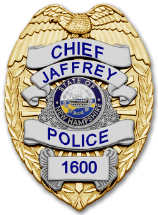 CHIEF
JAFFREY
STATE OF
NEW HAMPSHIRE
POLICE
1600